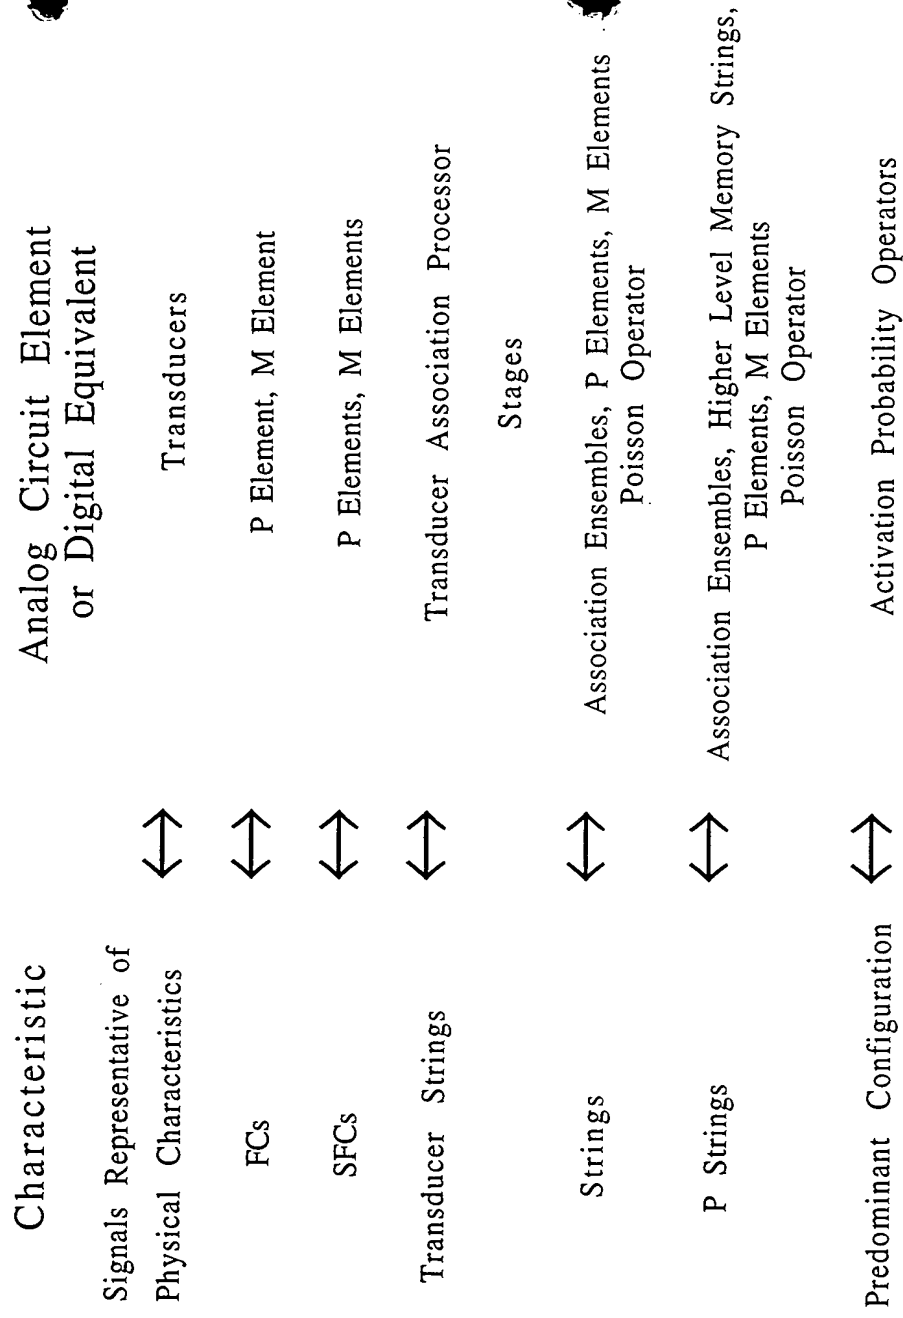 Characteristic
Analog Circuit Element
or Digital Equivalent
Signals Representative of
Physical Characteristics
Transducers
FCs
P Element, M Element
SFCs
P Elements, M Elements
Transducer Strings
Transducer Association Processor
Stages
Strings
Association Ensembles, P Elements, M Elements
Poisson Operator
P Strings
Association Ensembles, Higher Level Memory Strings,
P Elements, M Elements
Poisson Operator
Predominant Configuration
Activation Probability Operators